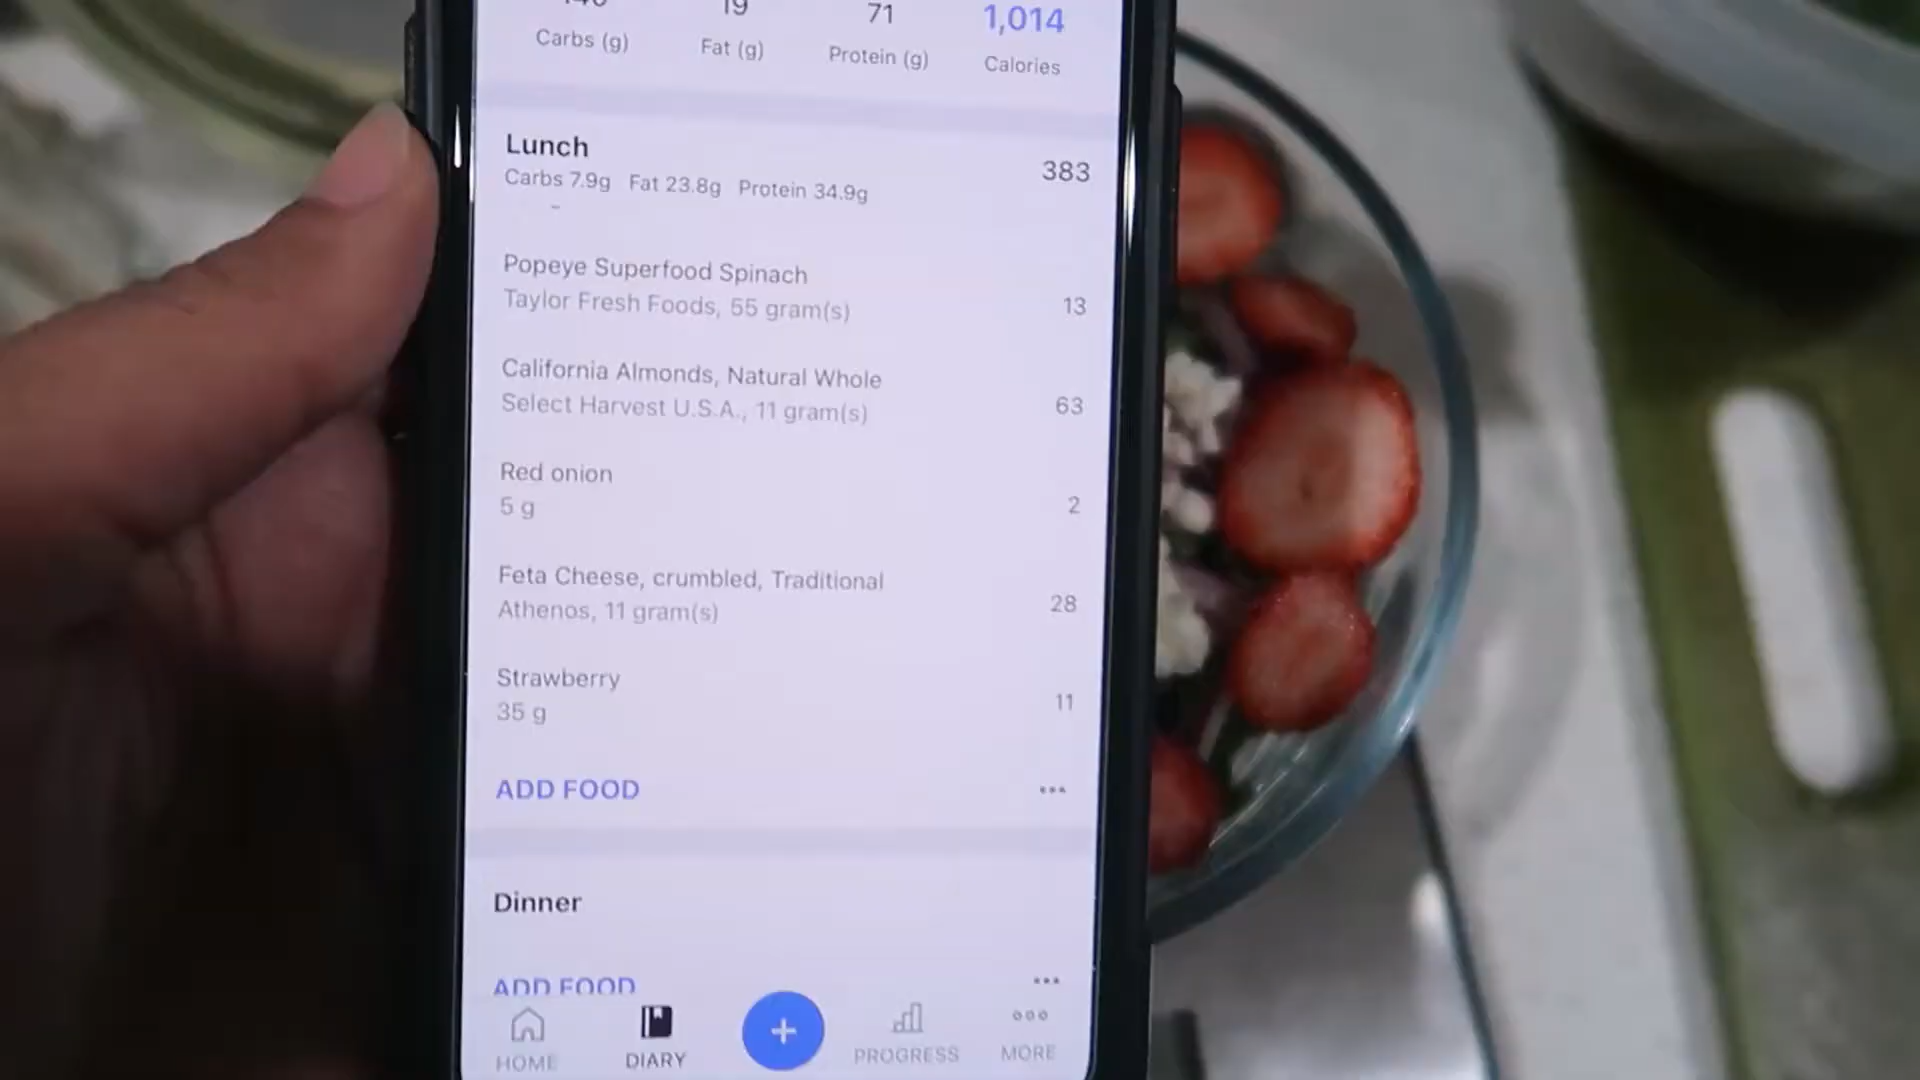 19 71 1,014
Carbs (g) Fat (g) Protein (g) Calories
Lunch 383
Carbs 7.9g Fat 23.8g Protein 34.9g
Popeye Superfood Spinach
Taylor Fresh Foods, 55 gram(s) 13
California Almonds, Natural Whole
Select Harvest U.S.A., 11 gram(s) 63
Red onion
5 g 2
Feta Cheese, crumbled, Traditional
Athenos, 11 gram(s) 28
Strawberry
35 g 11
ADD FOOD
Dinner
ADD FOOD
HOME DIARY PROGRESS MORE